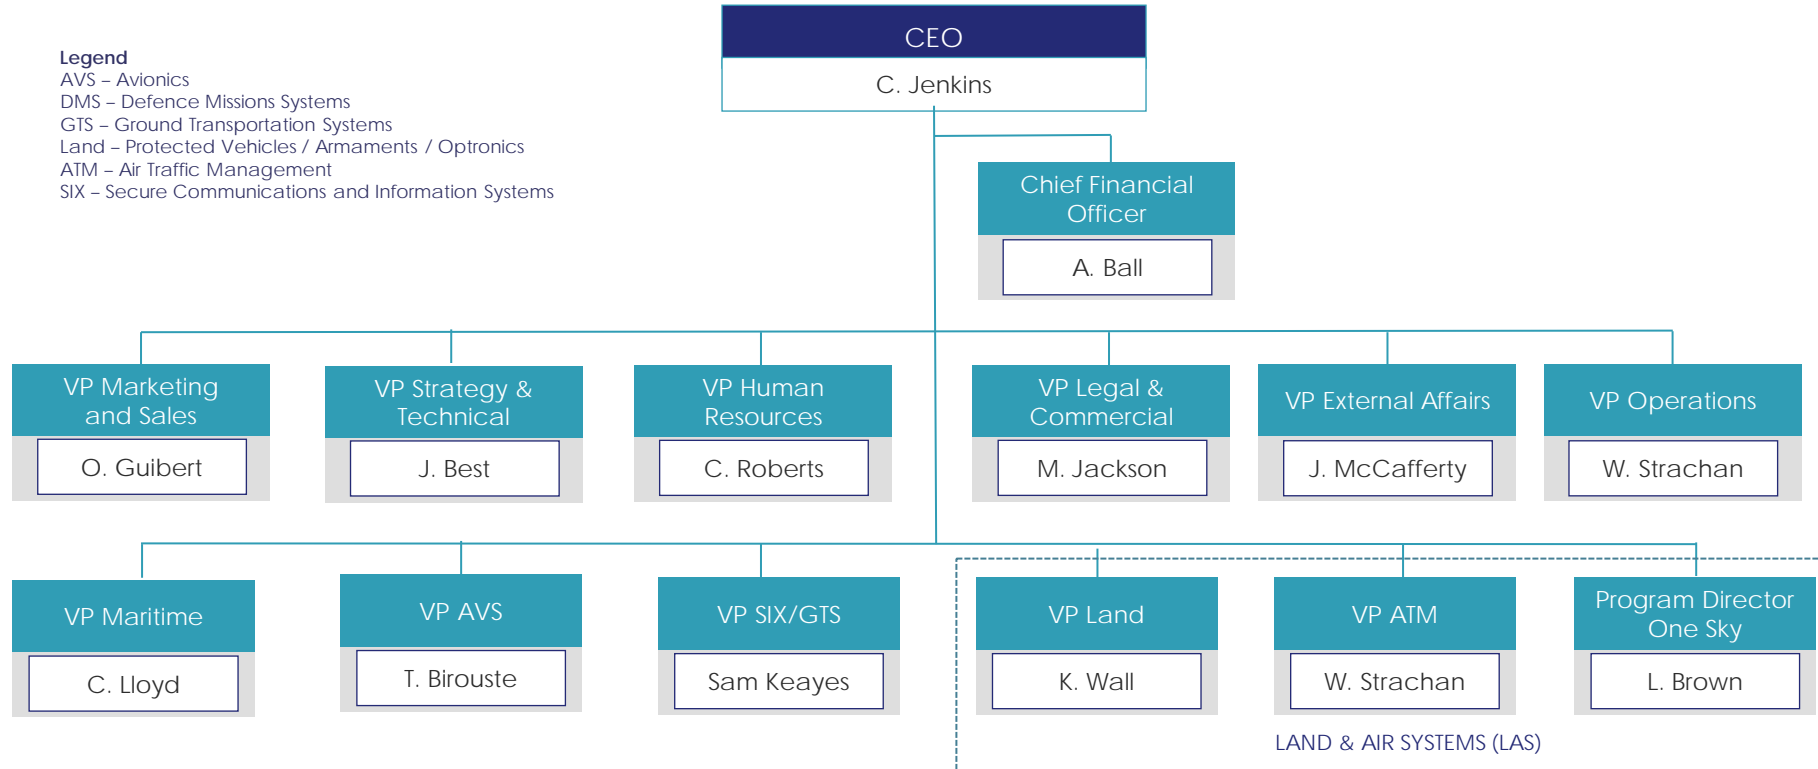 CEO
C. Jenkins
Legend
AVS – Avionics
DMS – Defence Missions Systems
GTS – Ground Transportation Systems
Land – Protected Vehicles / Armaments / Optronics
ATM – Air Traffic Management
SIX – Secure Communications and Information Systems
Chief Financial
Officer
A. Ball
VP Marketing
and Sales
O. Guibert
VP Strategy &
Technical
J. Best
VP Human
Resources
C. Roberts
VP Legal &
Commercial
M. Jackson
VP External Affairs
J. McCafferty
VP Operations
W. Strachan
VP Maritime
C. Lloyd
VP AVS
T. Birouste
VP SIX/GTS
Sam Keayes
VP Land
K. Wall
VP ATM
W. Strachan
Program Director
One Sky
L. Brown
LAND & AIR SYSTEMS (LAS)